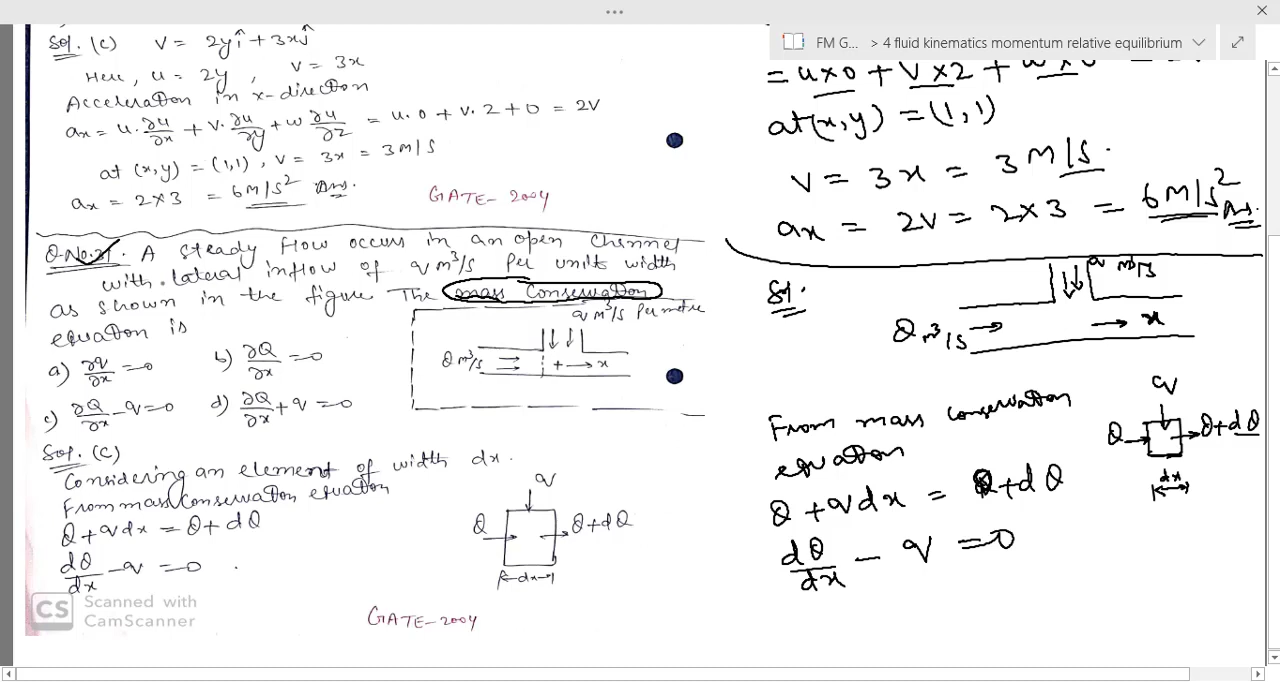 FM G... > 4 fluid kinematics momentum relative equilibrium
Sol. (c) V = 2yî + 3xĵ
Here, u = 2y, v = 3x
Acceleration in x-direction
ax = u.∂u/∂x + v.∂u/∂y + w ∂u/∂z = u.0 + v.2 + 0 = 2v
at (x,y) = (1,1), v = 3x = 3 m/s
ax = 2x3 = 6 m/s² Ans.
GATE-2004
Q.No.31. A steady flow occurs in an open channel
with lateral inflow of q m³/s per units width
as shown in the figure The mass conservation
equation is
a) ∂q/∂x = 0 b) ∂Q/∂x = 0
c) ∂Q/∂x - q = 0 d) ∂Q/∂x + q = 0
q m³/s per metre
Q m³/s + → x
Sol. (c)
Considering an element of width dx.
From mass conservation equation
Q + q dx = Q + dQ
dQ/dx - q = 0
q
Q Q+dQ
dx
GATE-2004
CS Scanned with
CamScanner
= u x 0 + v x 2 + w x 0
at (x,y) = (1,1)
v = 3x = 3 m/s.
ax = 2v = 2x3 = 6 m/s² Ans.
Sol.
q m³/s
Q m³/s → x
From mass conservation
equation
Q + q dx = Q + dQ
dQ/dx - q = 0
q
Q Q+dQ
dx